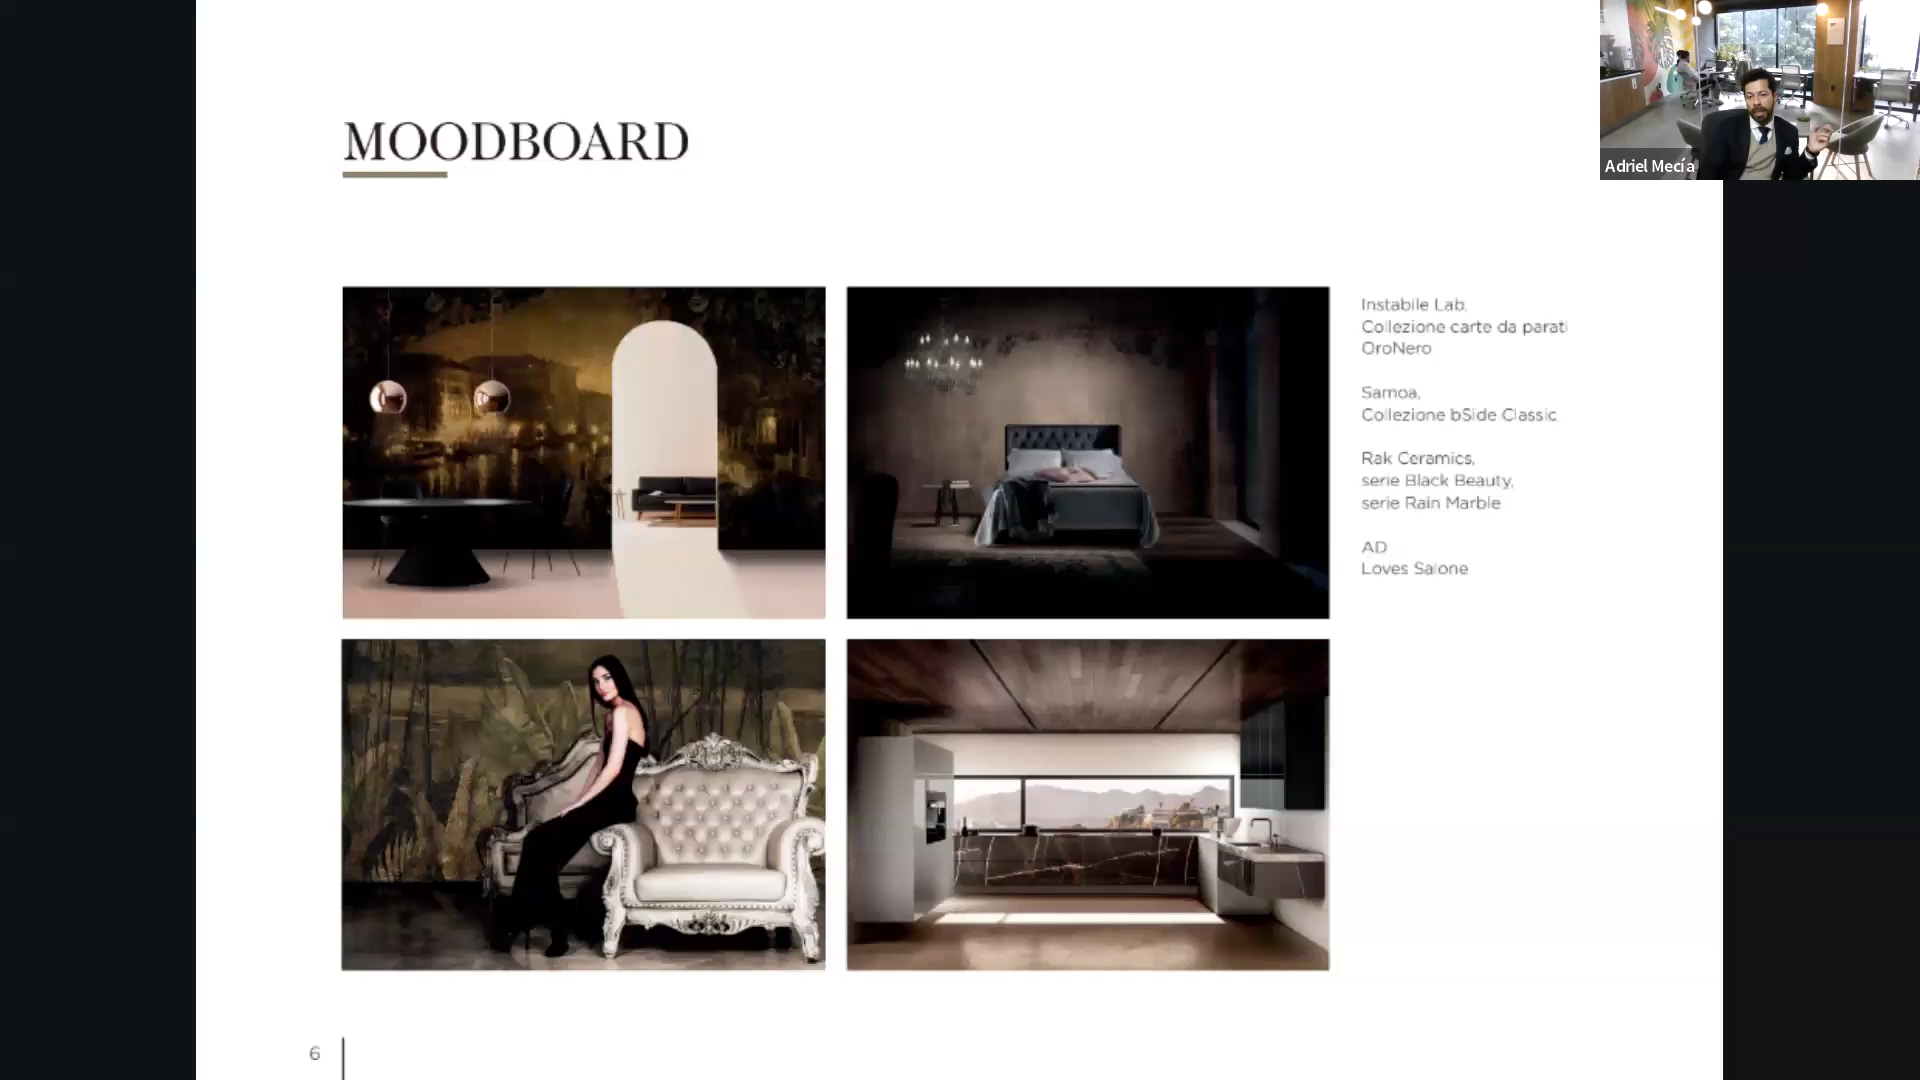 MOODBOARD
Adriel Mecía
Instabile Lab.
Collezione carte da parati
OroNero
Samoa,
Collezione bSide Classic
Rak Ceramics,
serie Black Beauty,
serie Rain Marble
AD
Loves Salone
6